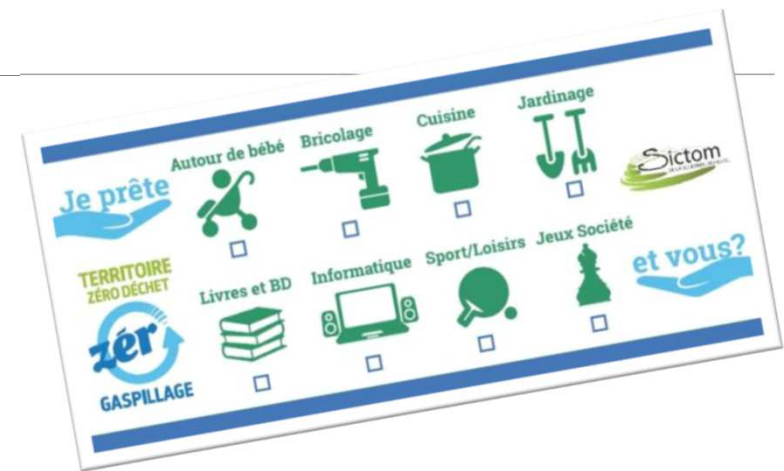 Je prête
Autour de bébé
Bricolage
Cuisine
Jardinage
Sictom
TERRITOIRE
ZÉRO DÉCHET
zér
GASPILLAGE
Livres et BD
Informatique
Sport/Loisirs
Jeux Société
et vous?